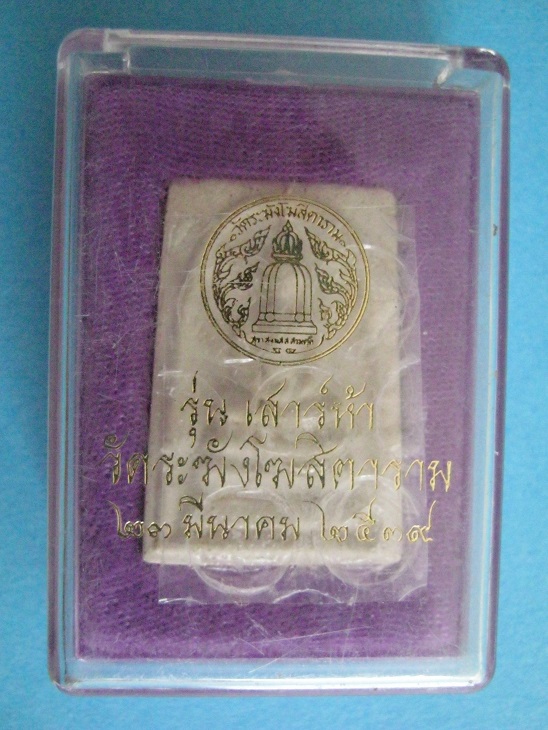 วัดระฆังโฆสิตาราม
รุ่น เสาร์ห้า
วัดระฆังโฆสิตาราม
๒๓ มีนาคม ๒๕๓๙